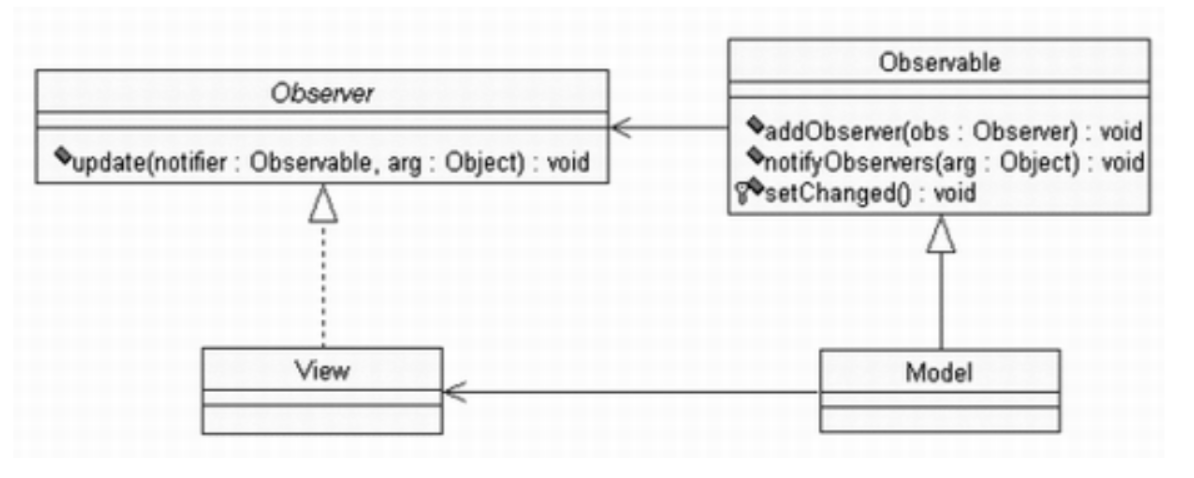 Observer
update(notifier : Observable, arg : Object) : void
Observable
addObserver(obs : Observer) : void
notifyObservers(arg : Object) : void
setChanged() : void
View
Model